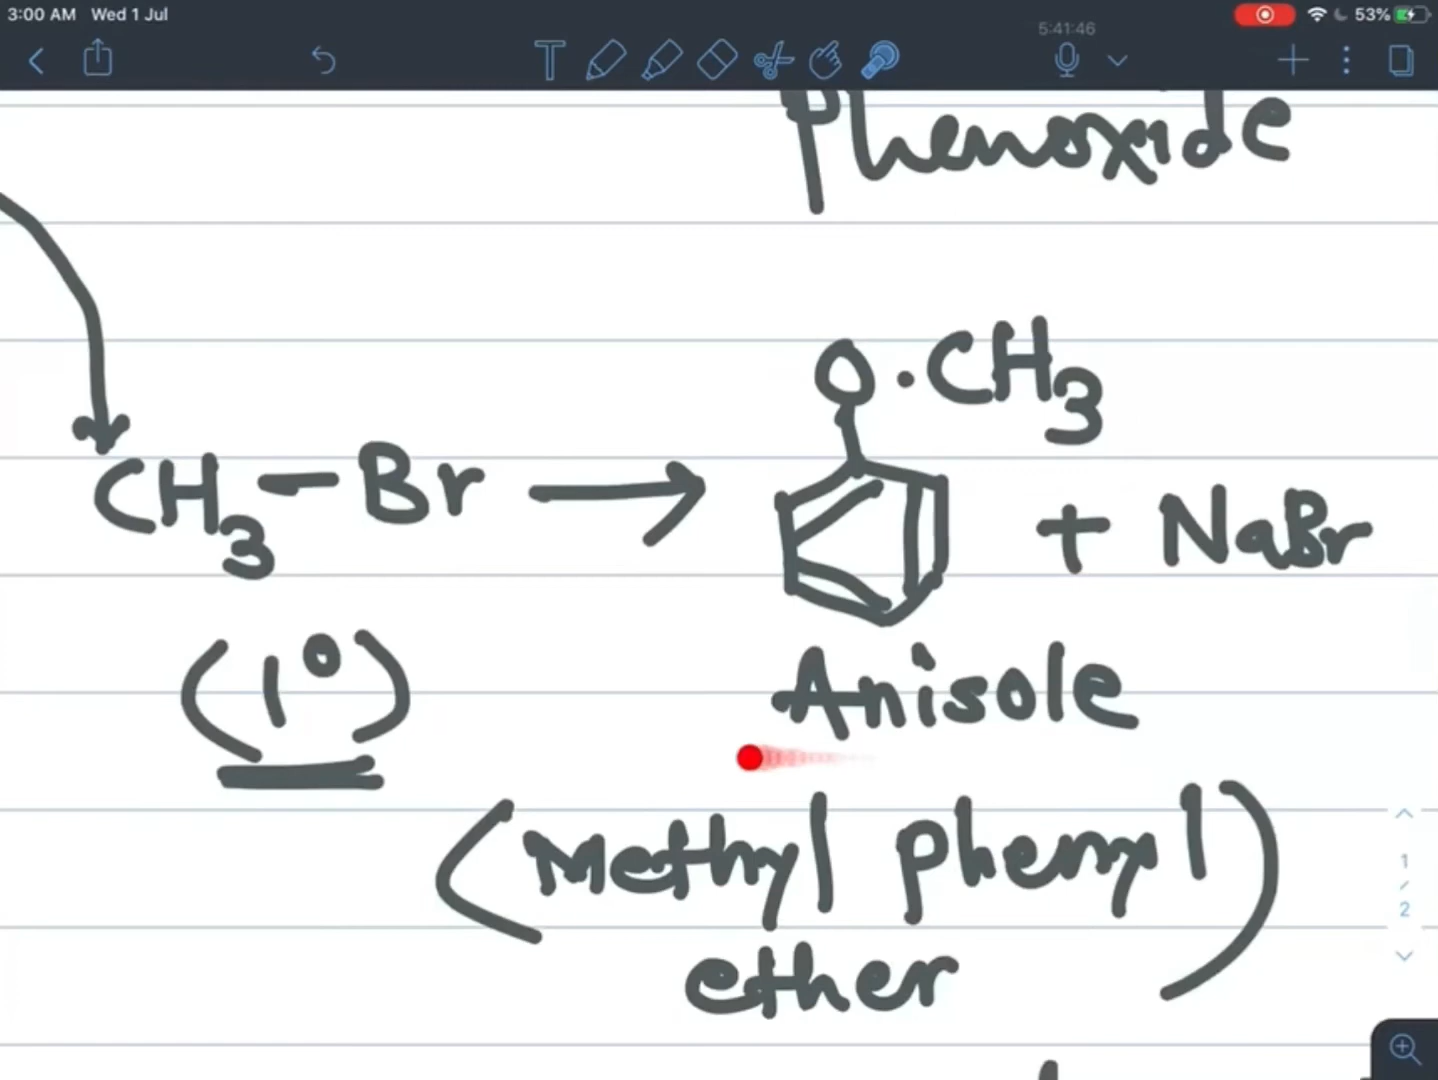 3:00 AM Wed 1 Jul
53%
5:41:46
T
Phenoxide
O·CH3
CH3-Br → + NaBr
(1°)
Anisole
(Methyl phenyl)
ether
1
/
2